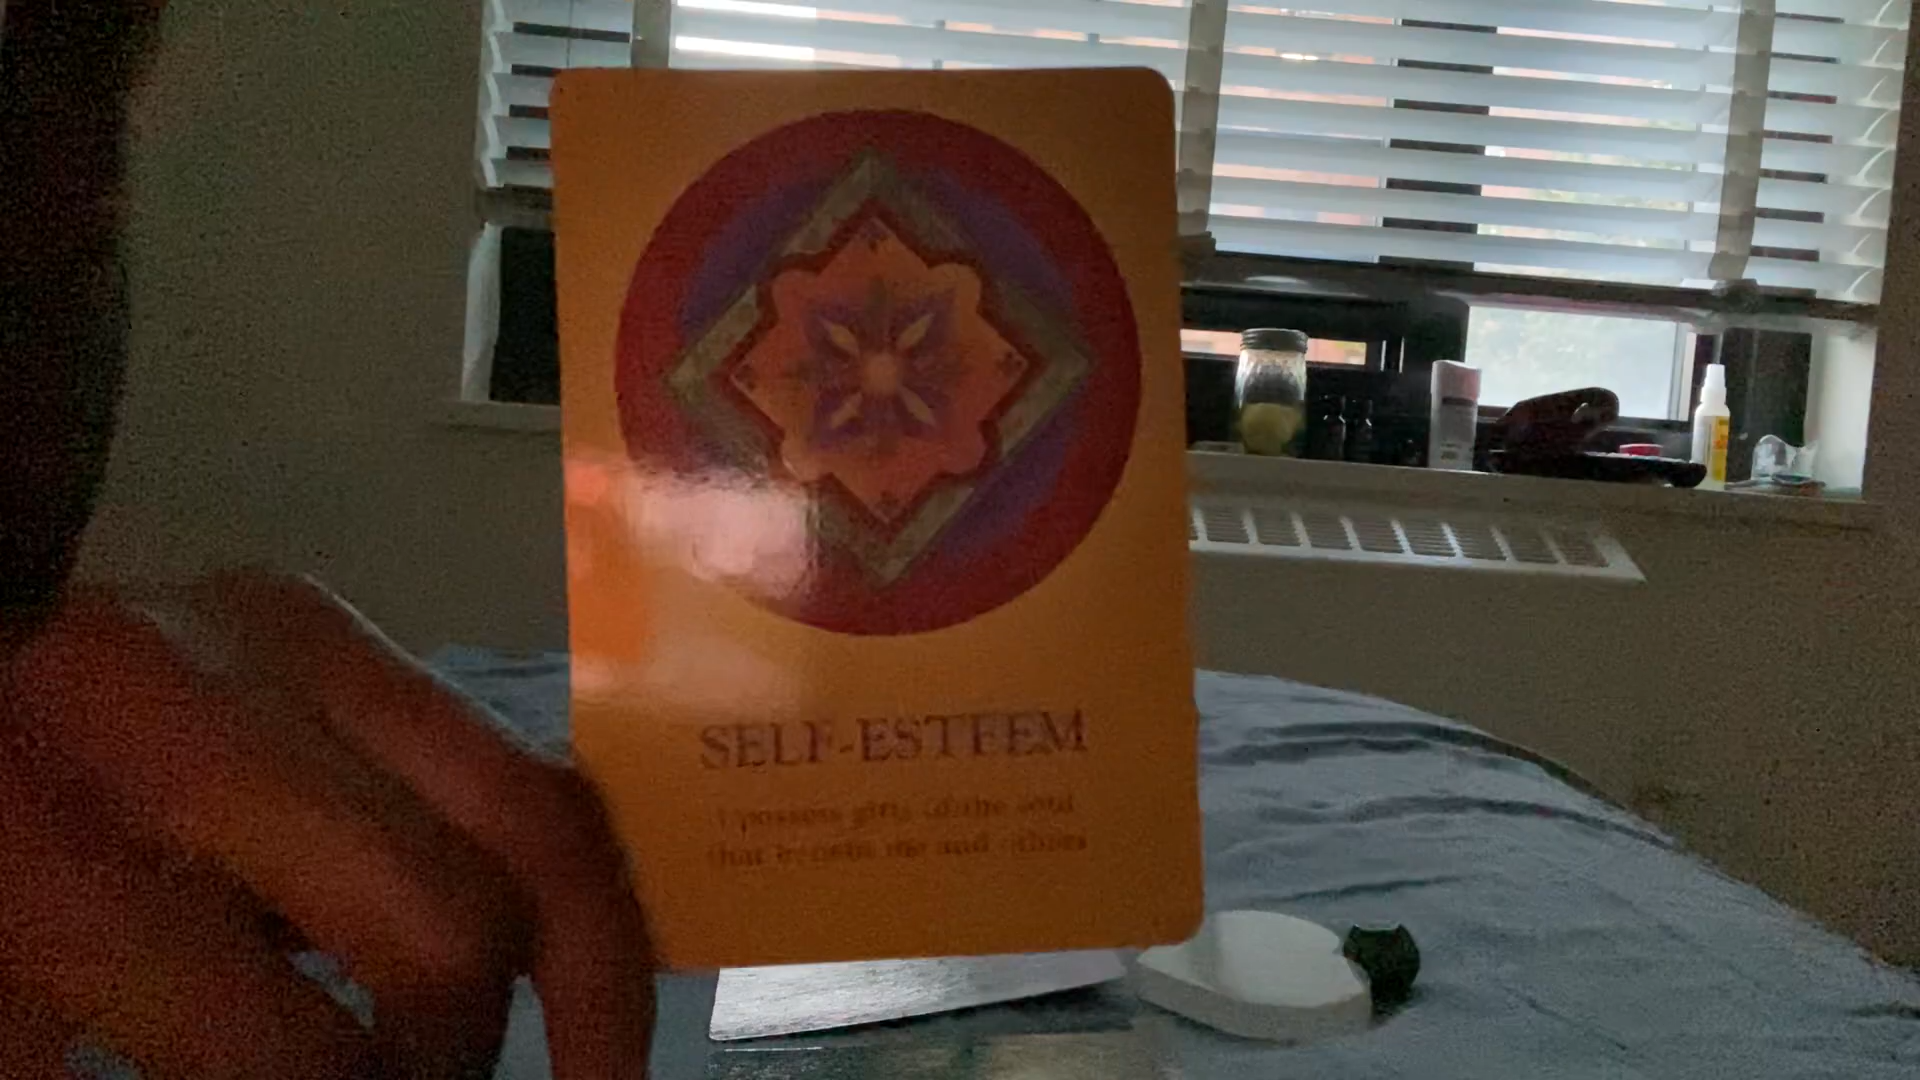 SELF-ESTEEM
I possess gifts of the soul
that benefit me and others